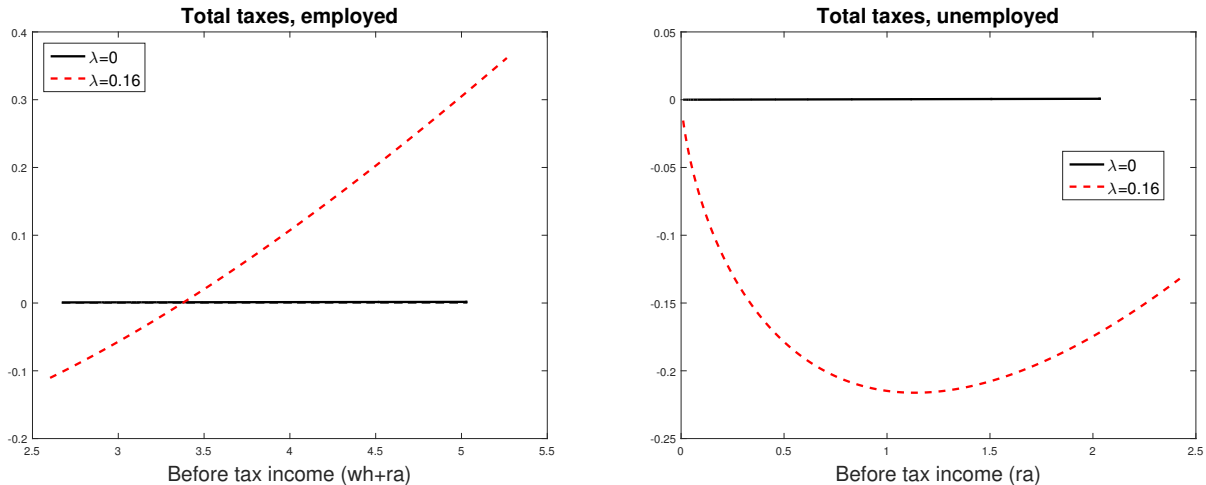 Total taxes, employed
0.4
0.3
0.2
0.1
0
-0.1
-0.2
λ=0
λ=0.16
2.5 3 3.5 4 4.5 5 5.5
Before tax income (wh+ra)
Total taxes, unemployed
0.05
0
-0.05
-0.1
-0.15
-0.2
-0.25
λ=0
λ=0.16
0 0.5 1 1.5 2 2.5
Before tax income (ra)